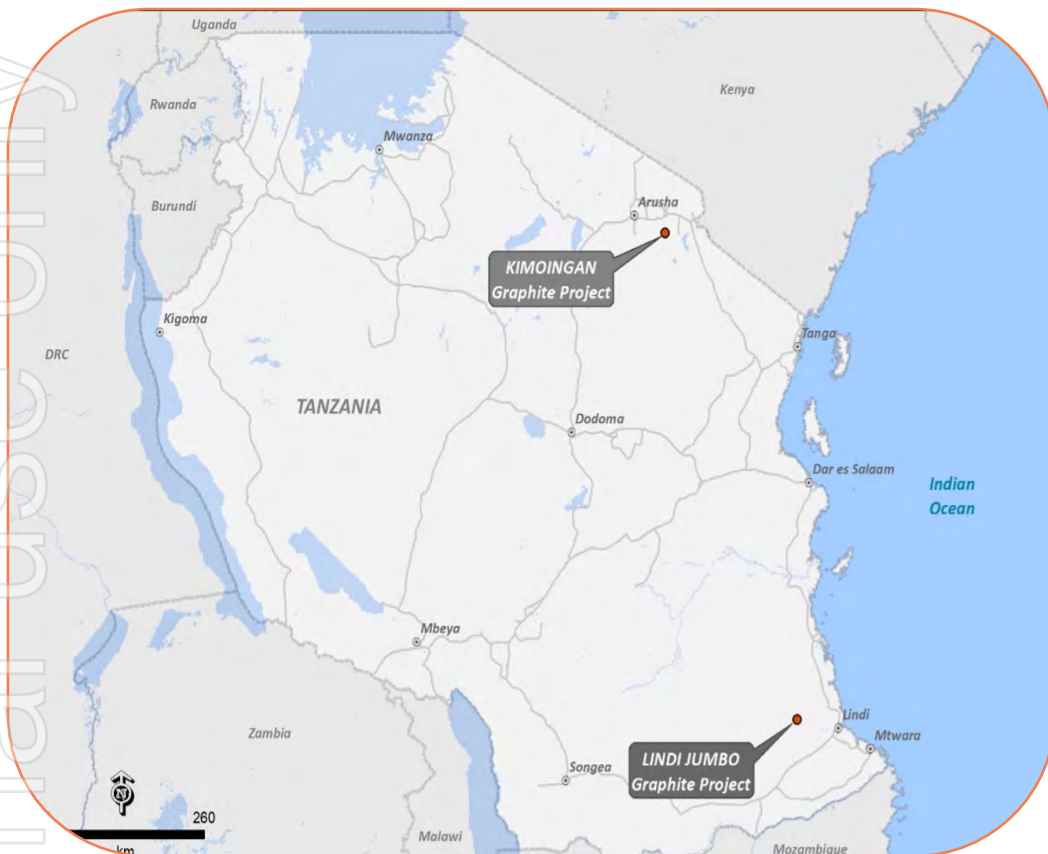 Uganda
Kenya
Rwanda
Mwanza
Burundi
Arusha
KIMOINGAN
Graphite Project
Kigoma
Tanga
DRC
TANZANIA
Dodoma
Dar es Salaam
Indian
Ocean
Mbeya
Lindi
Mtwara
Zambia
LINDI JUMBO
Graphite Project
Songea
N
260
km
Malawi
Mozambique